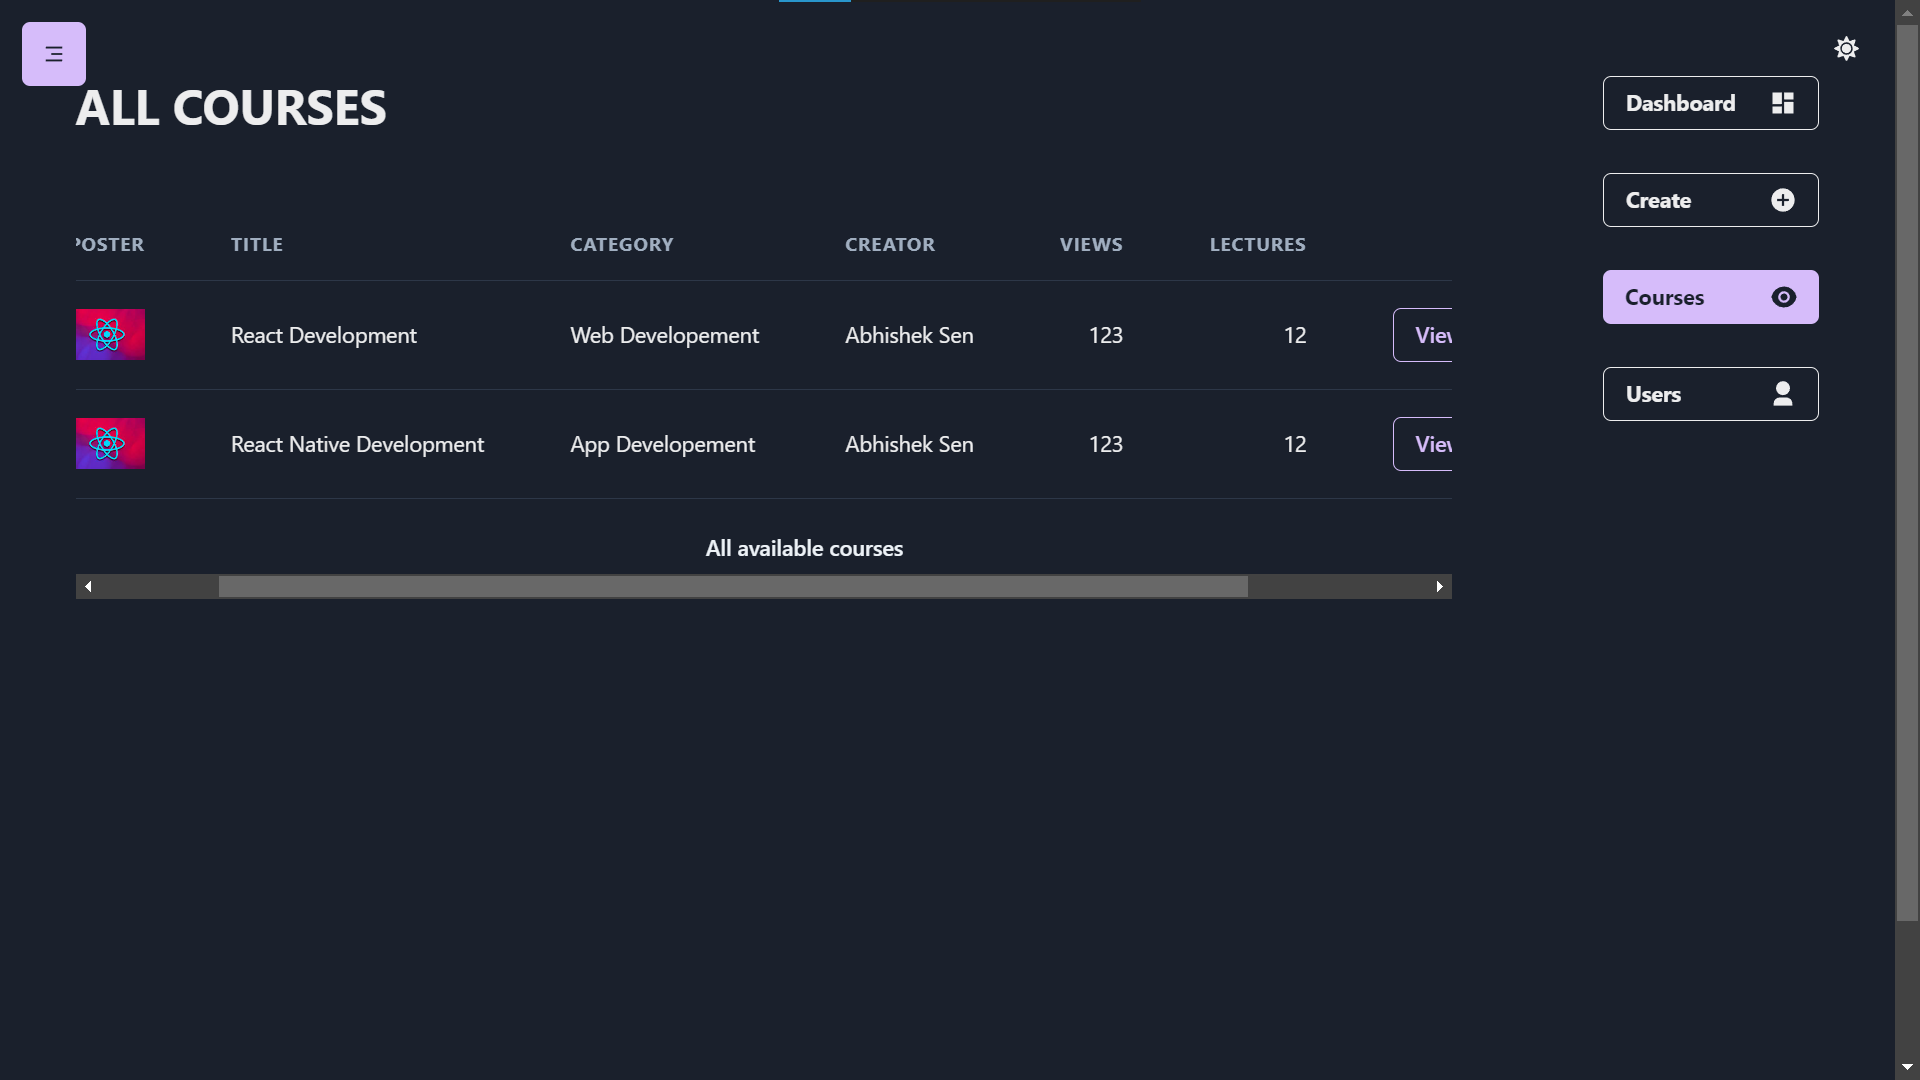 ALL COURSES
POSTER TITLE CATEGORY CREATOR VIEWS LECTURES
React Development Web Developement Abhishek Sen 123 12 View
React Native Development App Developement Abhishek Sen 123 12 View
All available courses
Dashboard
Create
Courses
Users